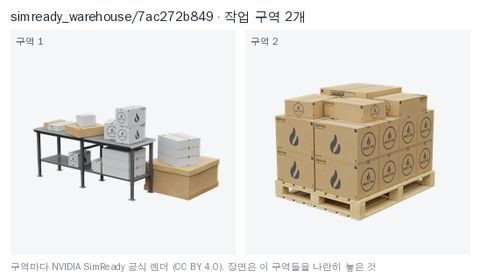 simready_warehouse/7ac272b849 · 작업 구역 2개
구역 1
구역 2
구역마다 NVIDIA SimReady 공식 렌더 (CC BY 4.0). 장면은 이 구역들을 나란히 놓은 것